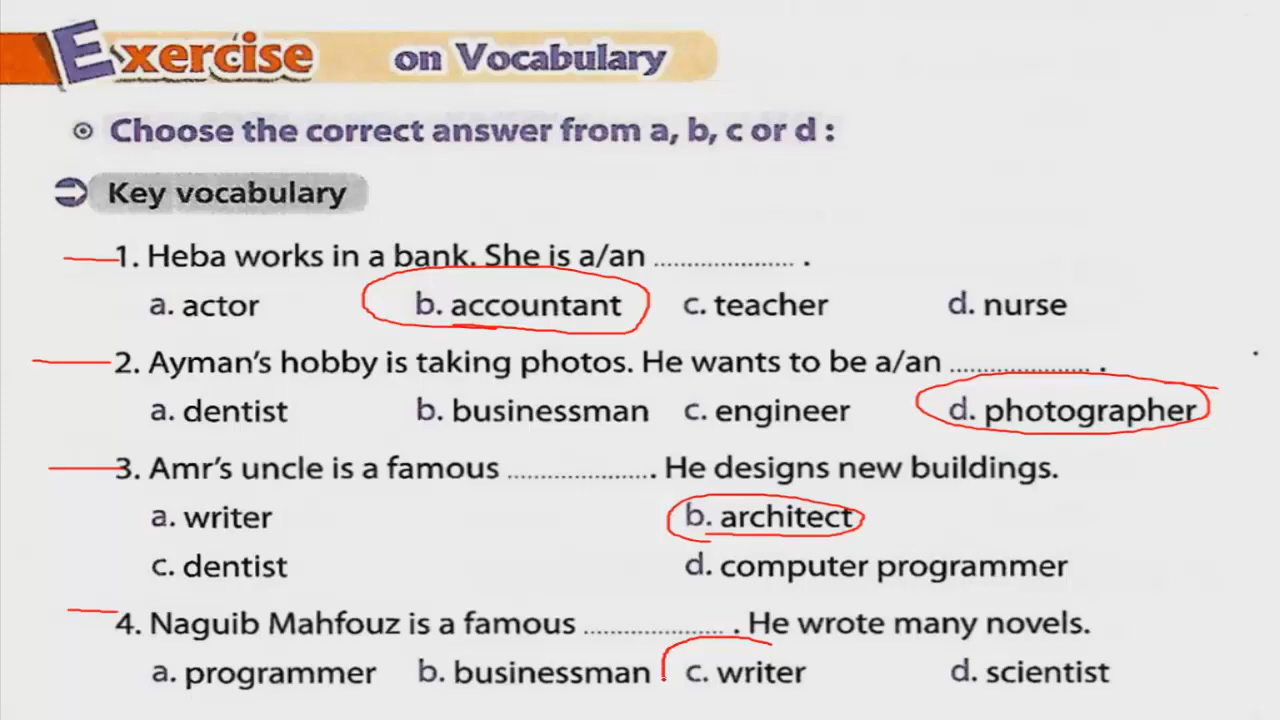 Exercise on Vocabulary
Choose the correct answer from a, b, c or d :
Key vocabulary
1. Heba works in a bank. She is a/an ..................... .
a. actor b. accountant c. teacher d. nurse
2. Ayman's hobby is taking photos. He wants to be a/an ..................... .
a. dentist b. businessman c. engineer d. photographer
3. Amr's uncle is a famous ..................... . He designs new buildings.
a. writer b. architect
c. dentist d. computer programmer
4. Naguib Mahfouz is a famous ..................... . He wrote many novels.
a. programmer b. businessman c. writer d. scientist